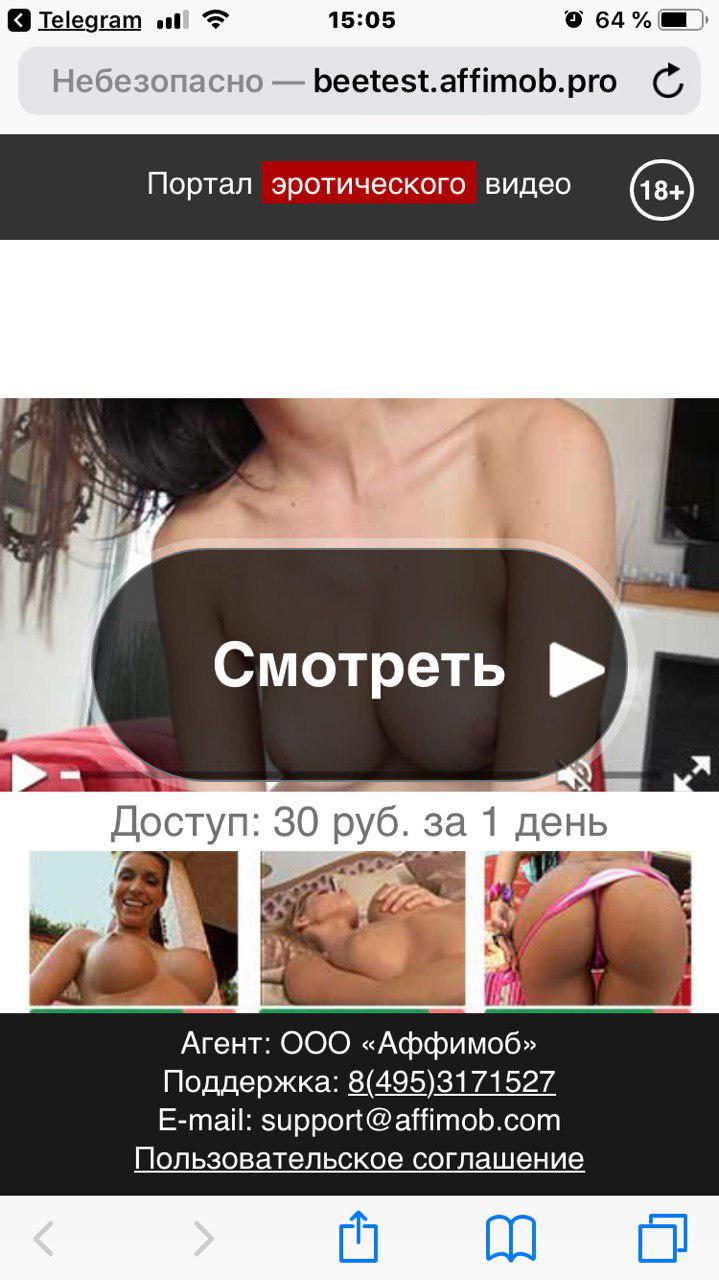 Telegram 15:05 64 %
Небезопасно — beetest.affimob.pro
Портал эротического видео 18+
Смотреть
Доступ: 30 руб. за 1 день
Агент: ООО «Аффимоб»
Поддержка: 8(495)3171527
E-mail: support@affimob.com
Пользовательское соглашение